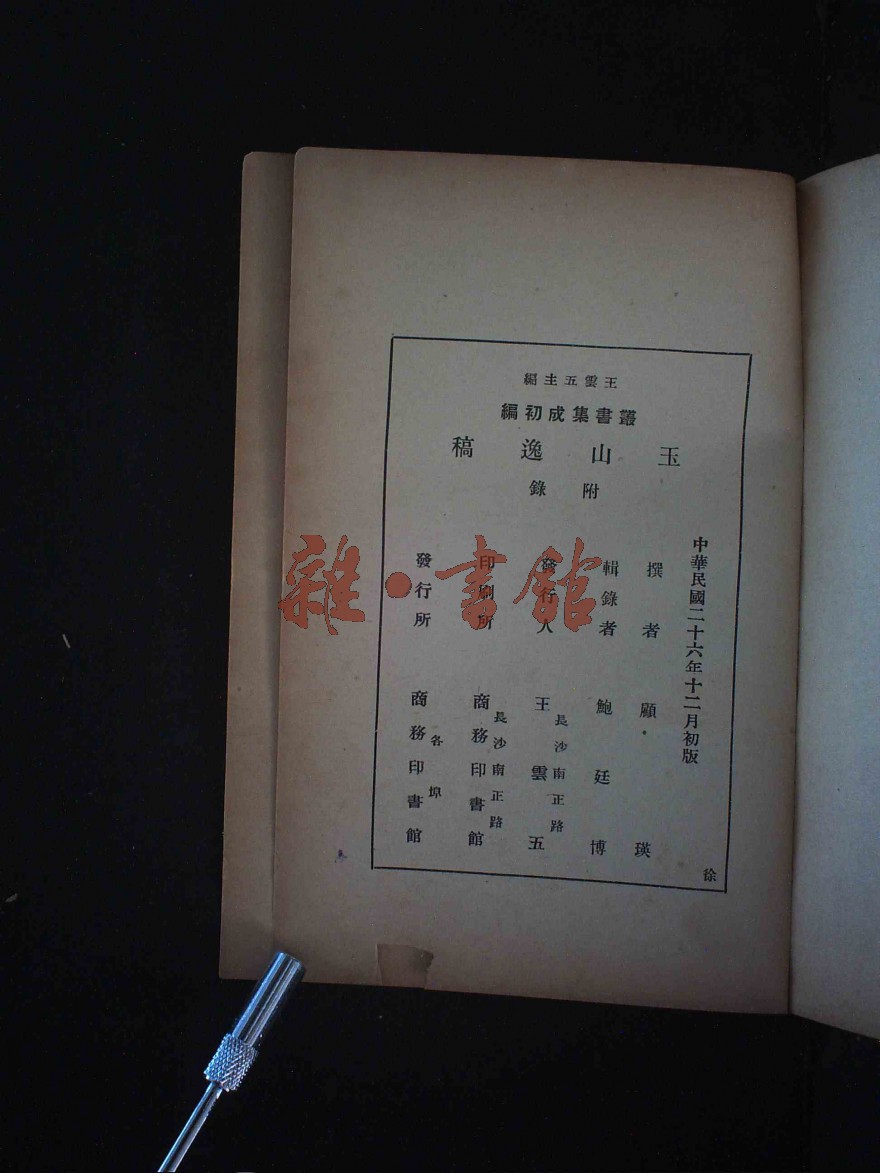 王雲五主編
叢書集成初編
玉山逸稿
附錄
中華民國二十六年十二月初版
撰者 顧瑛
輯錄者 鮑廷博
發行人 王雲五
長沙南正路
印刷所 商務印書館
長沙南正路
發行所 商務印書館
各埠
徐
雜·書館